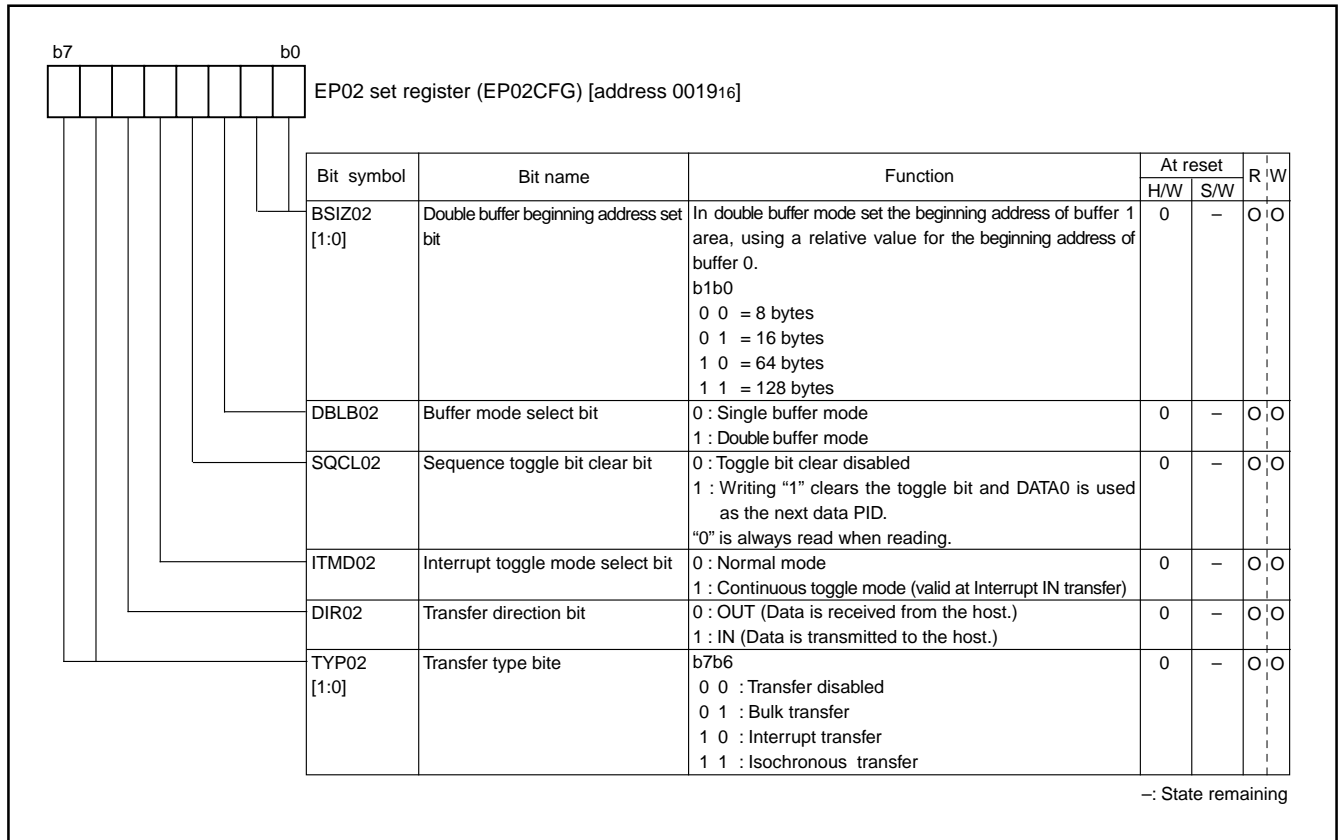 b7 b0
EP02 set register (EP02CFG) [address 001916]
Bit symbol Bit name Function At reset R W
H/W S/W
BSIZ02 Double buffer beginning address set In double buffer mode set the beginning address of buffer 1 0 – O O
[1:0] bit area, using a relative value for the beginning address of
buffer 0.
b1b0
0 0 = 8 bytes
0 1 = 16 bytes
1 0 = 64 bytes
1 1 = 128 bytes
DBLB02 Buffer mode select bit 0 : Single buffer mode 0 – O O
1 : Double buffer mode
SQCL02 Sequence toggle bit clear bit 0 : Toggle bit clear disabled 0 – O O
1 : Writing “1” clears the toggle bit and DATA0 is used
as the next data PID.
“0” is always read when reading.
ITMD02 Interrupt toggle mode select bit 0 : Normal mode 0 – O O
1 : Continuous toggle mode (valid at Interrupt IN transfer)
DIR02 Transfer direction bit 0 : OUT (Data is received from the host.) 0 – O O
1 : IN (Data is transmitted to the host.)
TYP02 Transfer type bite b7b6 0 – O O
[1:0] 0 0 : Transfer disabled
0 1 : Bulk transfer
1 0 : Interrupt transfer
1 1 : Isochronous transfer
–: State remaining